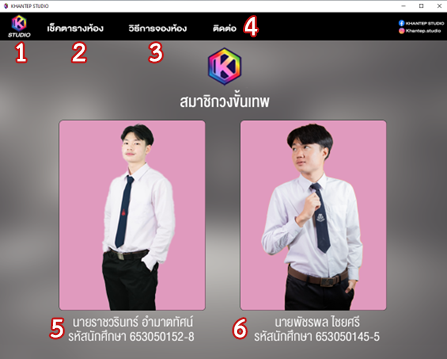 KHANTEP STUDIO
STUDIO
เช็คตารางห้อง
วิธีการจองห้อง
ติดต่อ
KHANTEP STUDIO
Khantep.studio
1
2
3
4
สมาชิกวงขั้นเทพ
5 นายราชวรินทร์ อำมาตทัศน์
รหัสนักศึกษา 653050152-8
6 นายพัชรพล ไชยศรี
รหัสนักศึกษา 653050145-5